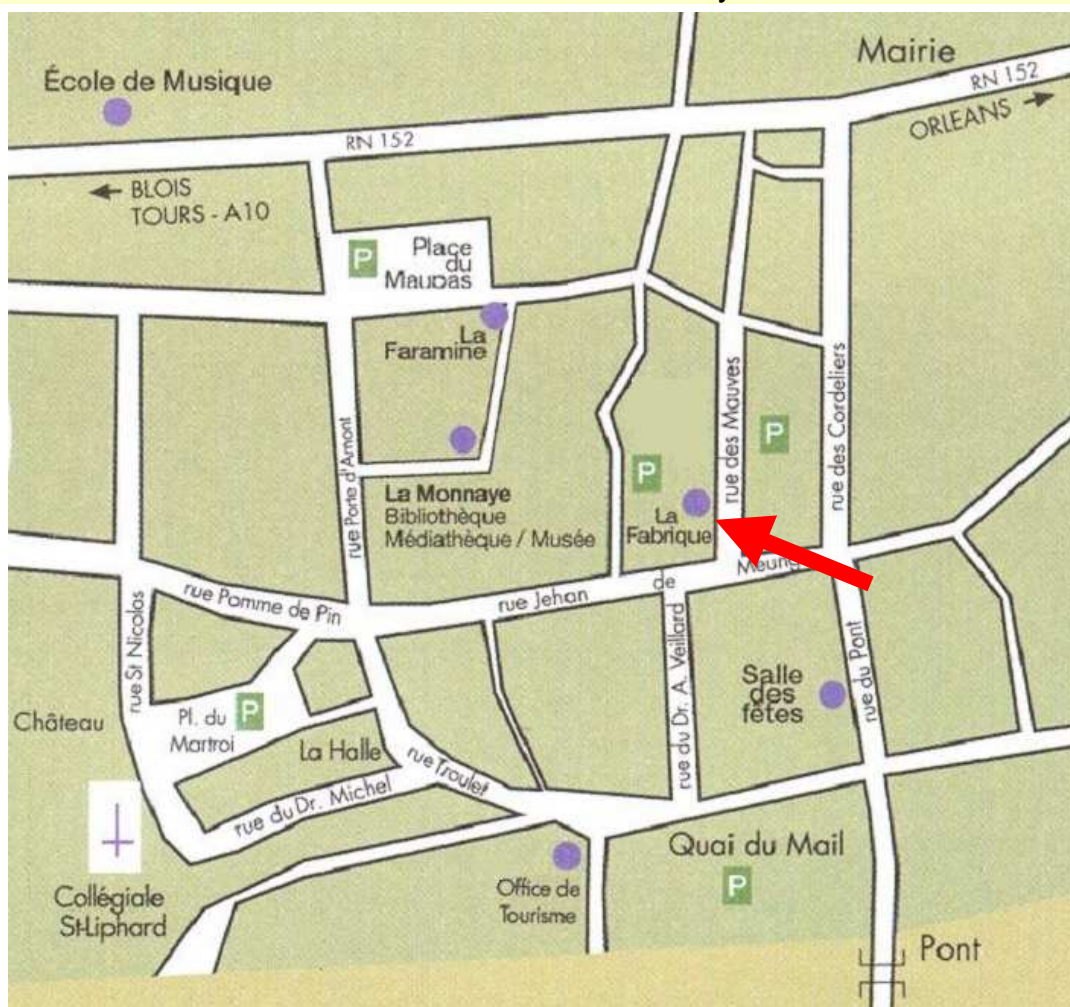 Mairie
École de Musique
RN 152
ORLEANS
RN 152
BLOIS
TOURS - A10
P
Place
du
Maupas
La
Faramine
rue des Mauves
rue des Cordeliers
P
P
rue Porte d'Amont
La Monnaye
Bibliothèque
Médiathèque / Musée
La
Fabrique
rue Jehan de Meung
rue Pomme de Pin
rue St Nicolas
rue du Dr. A. Veillard
rue du Pont
Salle
des
fêtes
Château
Pl. du
Martroi
P
La Halle
rue Troulet
rue du Dr. Michel
Quai du Mail
P
Collégiale
St-Liphard
Office de
Tourisme
Pont